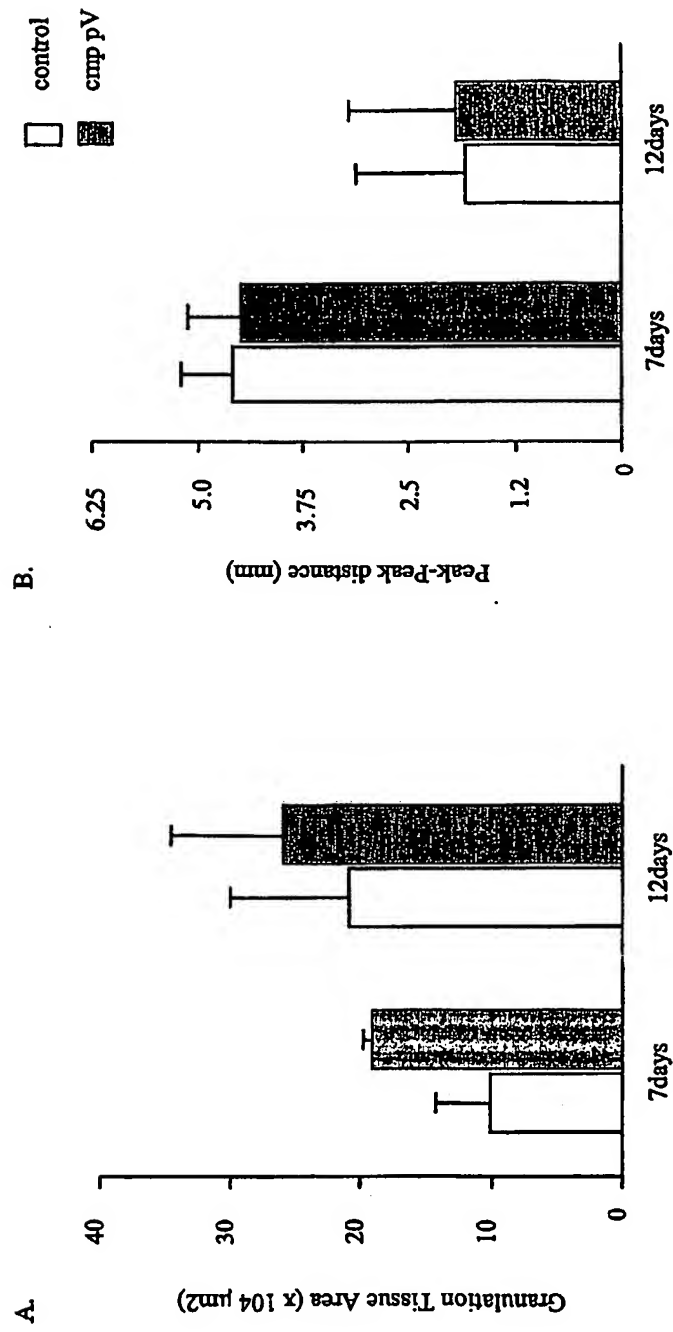 A.
Granulation Tissue Area (x 104 µm2)
40
30
20
10
0
7days
12days
B.
Peak-Peak distance (mm)
6.25
5.0
3.75
2.5
1.2
0
7days
12days
control
cmp pV